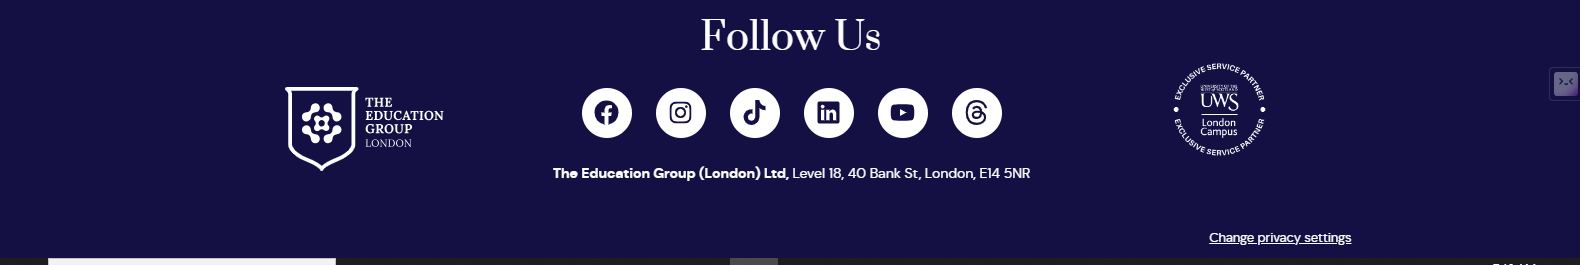 Follow Us
THE
EDUCATION
GROUP
LONDON
EXCLUSIVE SERVICE PARTNER
UWS
London
Campus
EXCLUSIVE SERVICE PARTNER
The Education Group (London) Ltd, Level 18, 40 Bank St, London, E14 5NR
Change privacy settings